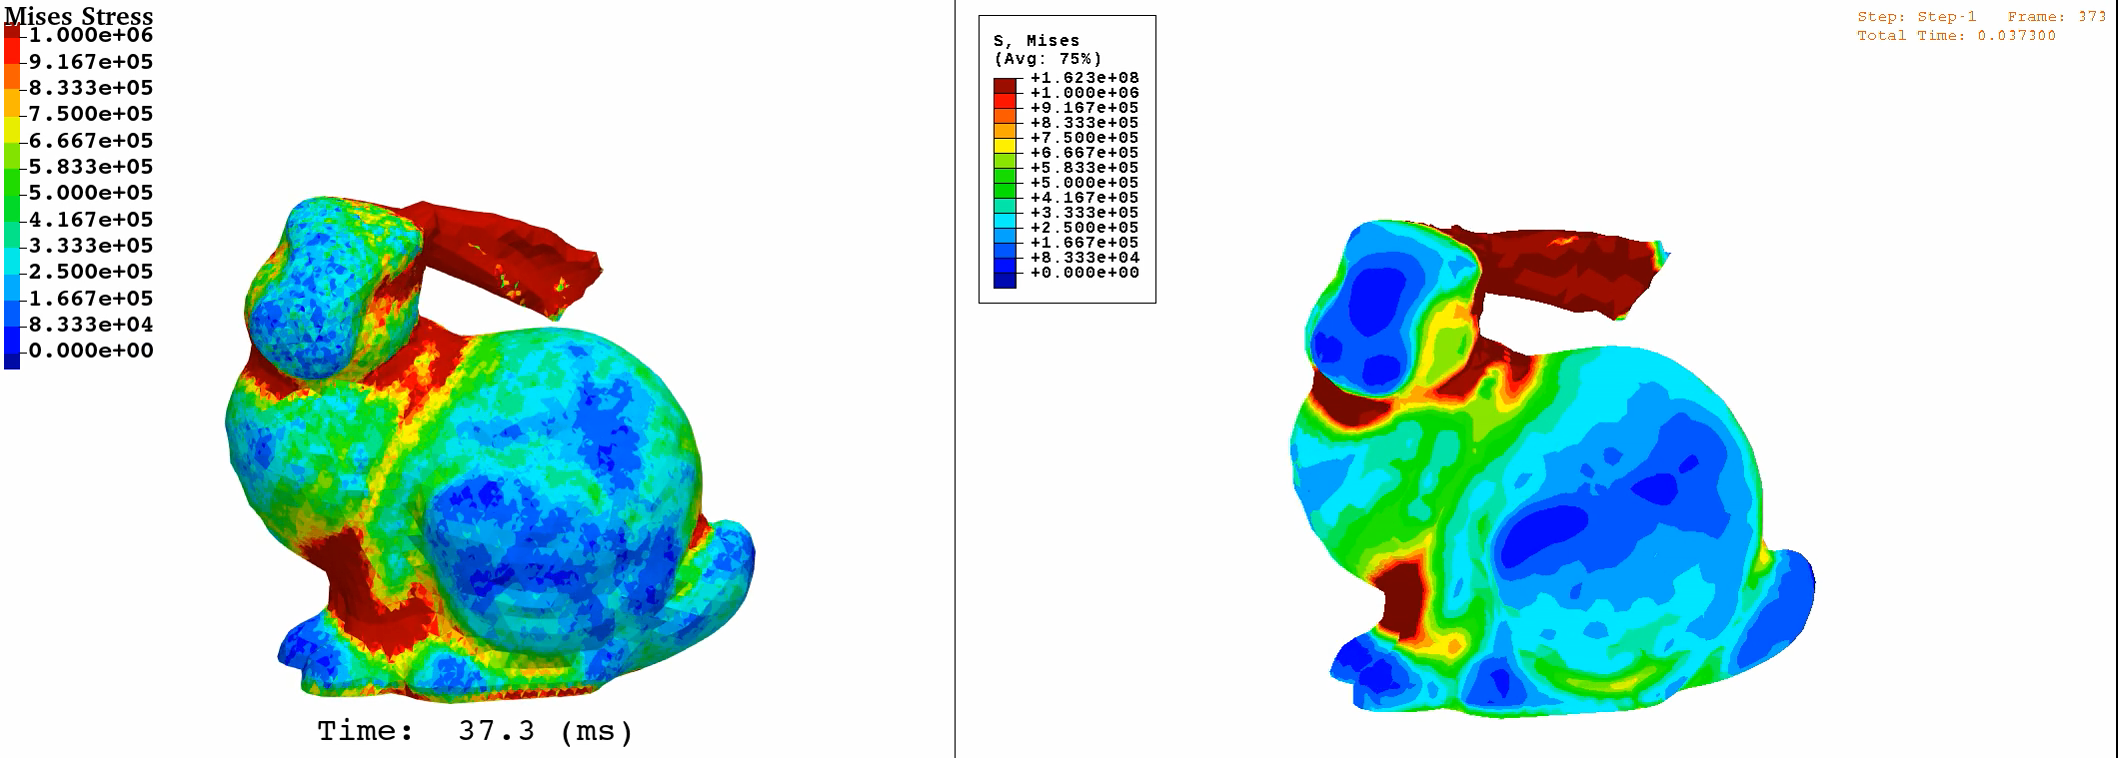 Mises Stress
1.000e+06
9.167e+05
8.333e+05
7.500e+05
6.667e+05
5.833e+05
5.000e+05
4.167e+05
3.333e+05
2.500e+05
1.667e+05
8.333e+04
0.000e+00
Time: 37.3 (ms)
S, Mises
(Avg: 75%)
+1.623e+08
+1.000e+06
+9.167e+05
+8.333e+05
+7.500e+05
+6.667e+05
+5.833e+05
+5.000e+05
+4.167e+05
+3.333e+05
+2.500e+05
+1.667e+05
+8.333e+04
+0.000e+00
Step: Step-1 Frame: 373
Total Time: 0.037300